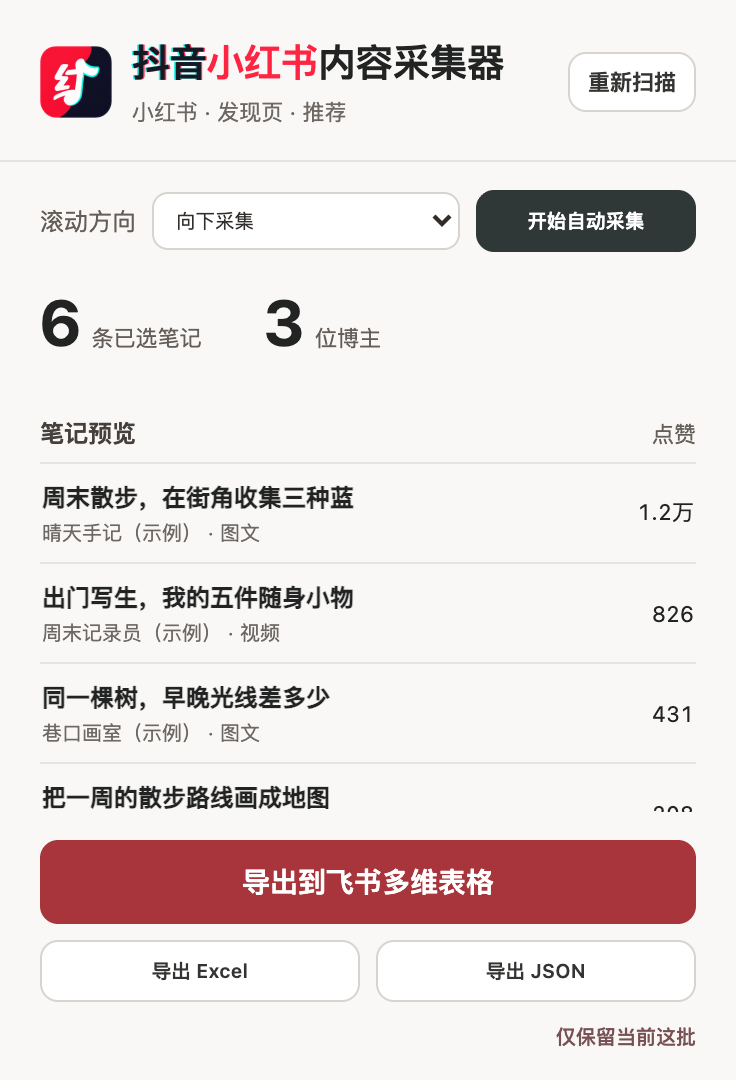 抖音小红书内容采集器
小红书 · 发现页 · 推荐
重新扫描
滚动方向
向下采集
开始自动采集
6 条已选笔记
3 位博主
笔记预览
点赞
周末散步，在街角收集三种蓝
晴天手记（示例） · 图文
1.2万
出门写生，我的五件随身小物
周末记录员（示例） · 视频
826
同一棵树，早晚光线差多少
巷口画室（示例） · 图文
431
把一周的散步路线画成地图
导出到飞书多维表格
导出 Excel
导出 JSON
仅保留当前这批